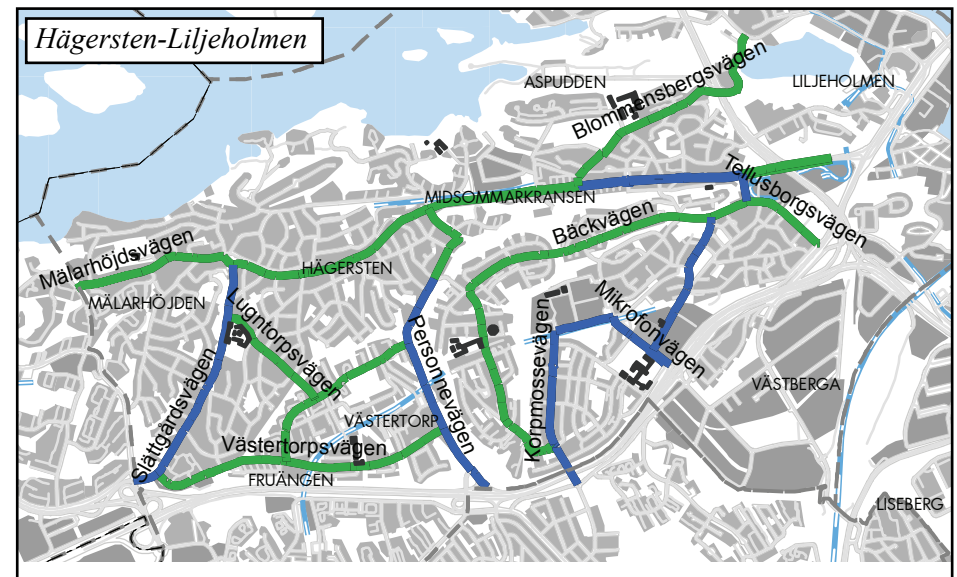 Hägersten-Liljeholmen
ASPUDDEN
LILJEHOLMEN
Blommensbergsvägen
Tellusborgsvägen
MIDSOMMARKRANSEN
Bäckvägen
Mälarhöjdsvägen
HÄGERSTEN
MÄLARHÖJDEN
Lugntorpsvägen
Mikrofonvägen
Personnevägen
Korpmossevägen
Slättgårdsvägen
VÄSTBERGA
VÄSTERTORP
Västertorpsvägen
FRUÄNGEN
LISEBERG